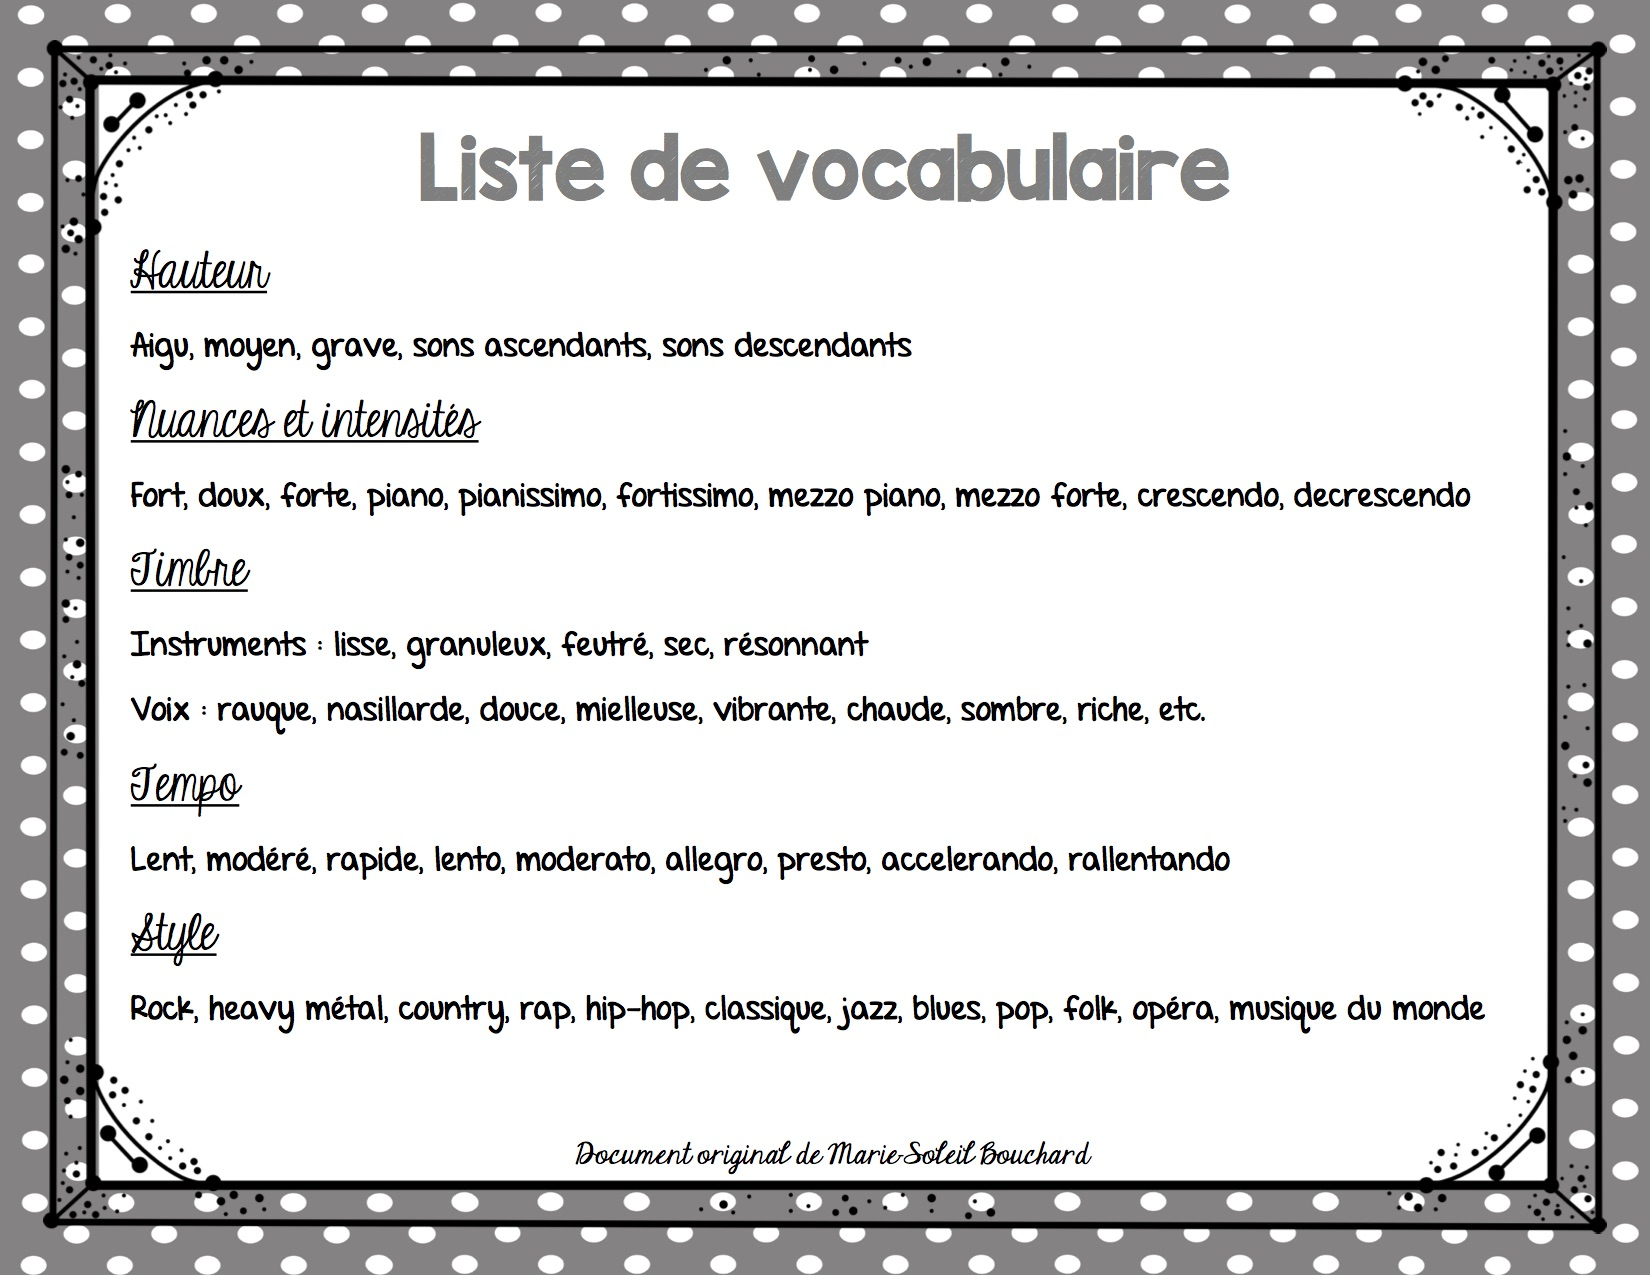 Liste de vocabulaire
Hauteur
Aigu, moyen, grave, sons ascendants, sons descendants
Nuances et intensités
Fort, doux, forte, piano, pianissimo, fortissimo, mezzo piano, mezzo forte, crescendo, decrescendo
Timbre
Instruments : lisse, granuleux, feutré, sec, résonnant
Voix : rauque, nasillarde, douce, mielleuse, vibrante, chaude, sombre, riche, etc.
Tempo
Lent, modéré, rapide, lento, moderato, allegro, presto, accelerando, rallentando
Style
Rock, heavy métal, country, rap, hip-hop, classique, jazz, blues, pop, folk, opéra, musique du monde
Document original de Marie-Soleil Bouchard